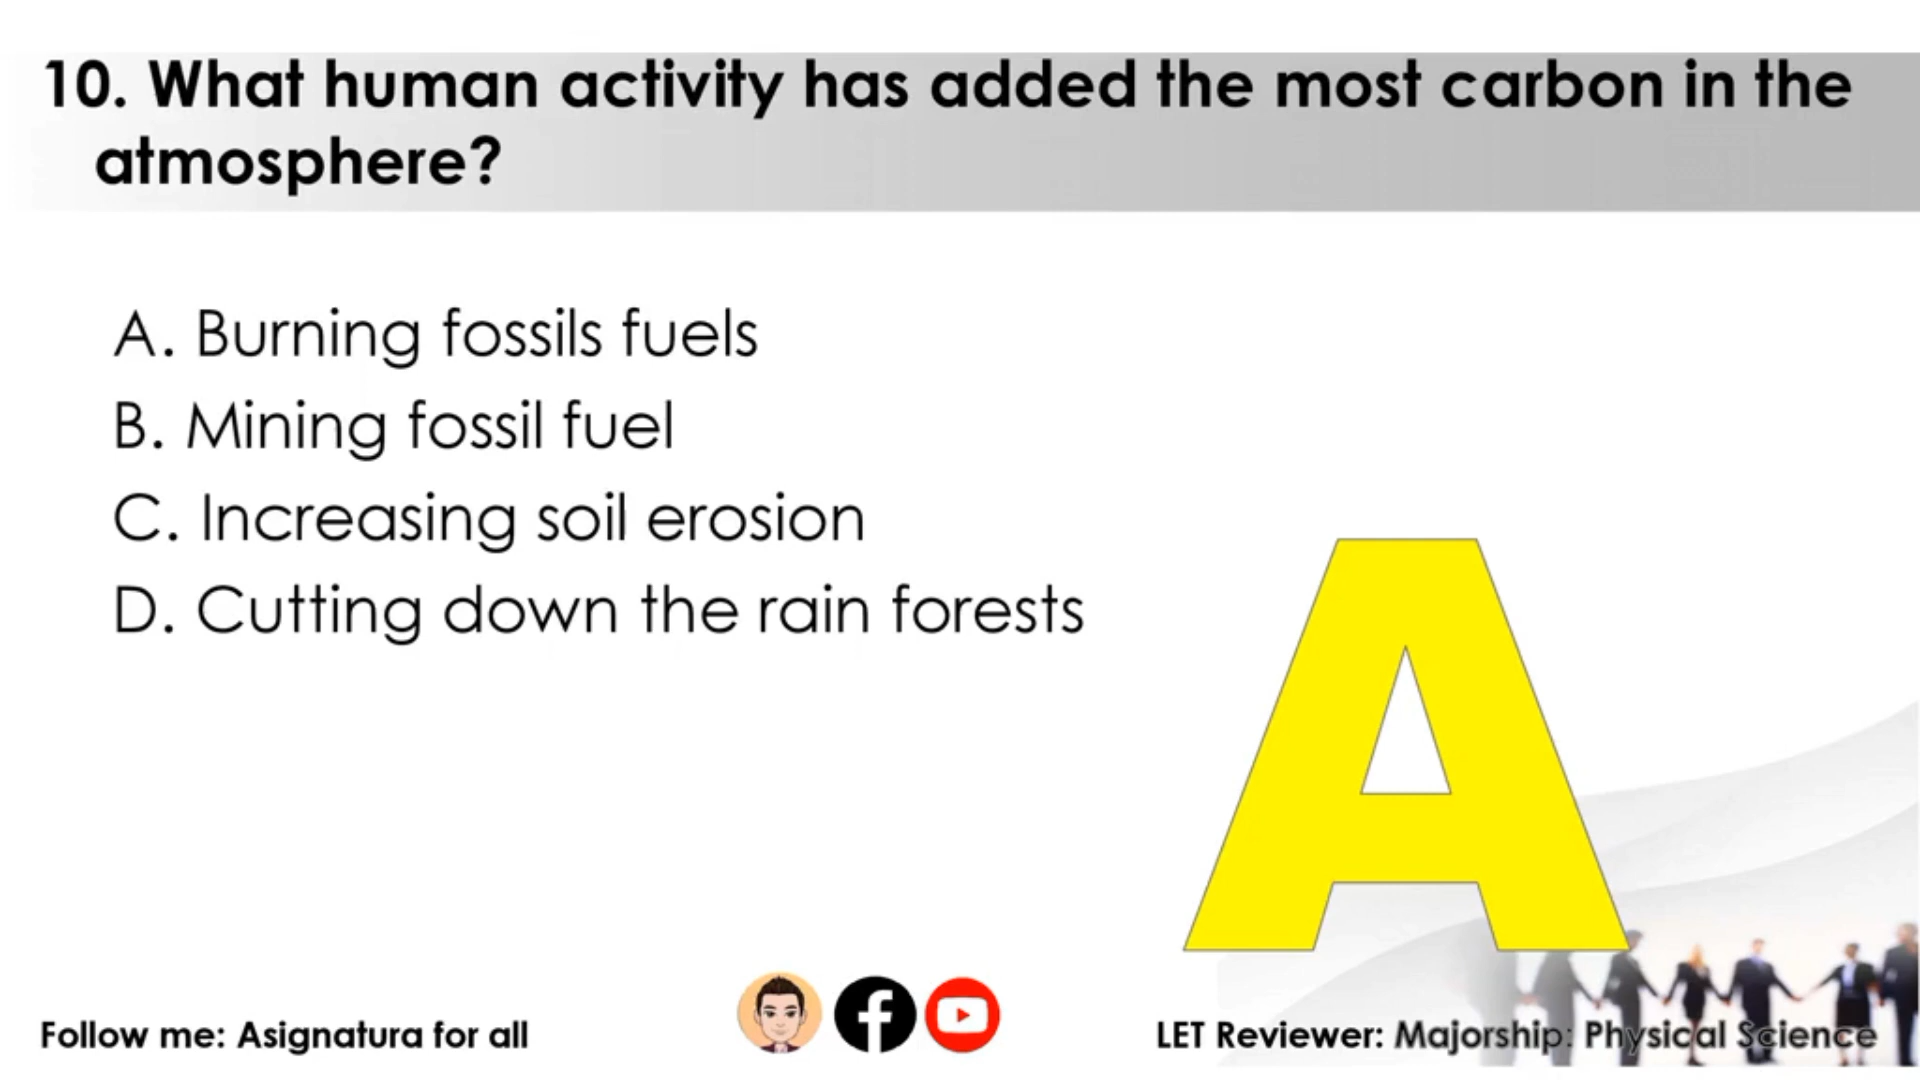 10. What human activity has added the most carbon in the
atmosphere?
A. Burning fossils fuels
B. Mining fossil fuel
C. Increasing soil erosion
D. Cutting down the rain forests
A
Follow me: Asignatura for all
LET Reviewer: Majorship: Physical Science